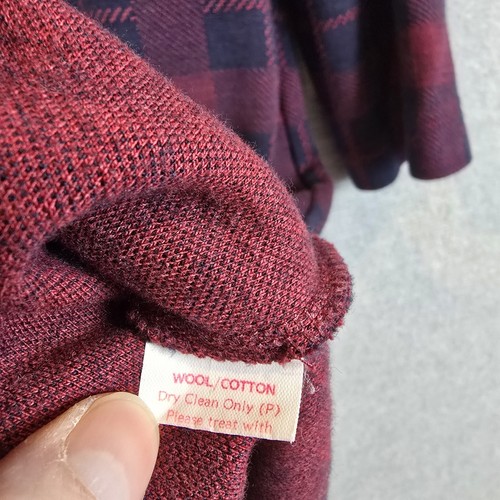 WOOL/COTTON
Dry Clean Only (P)
Please treat with